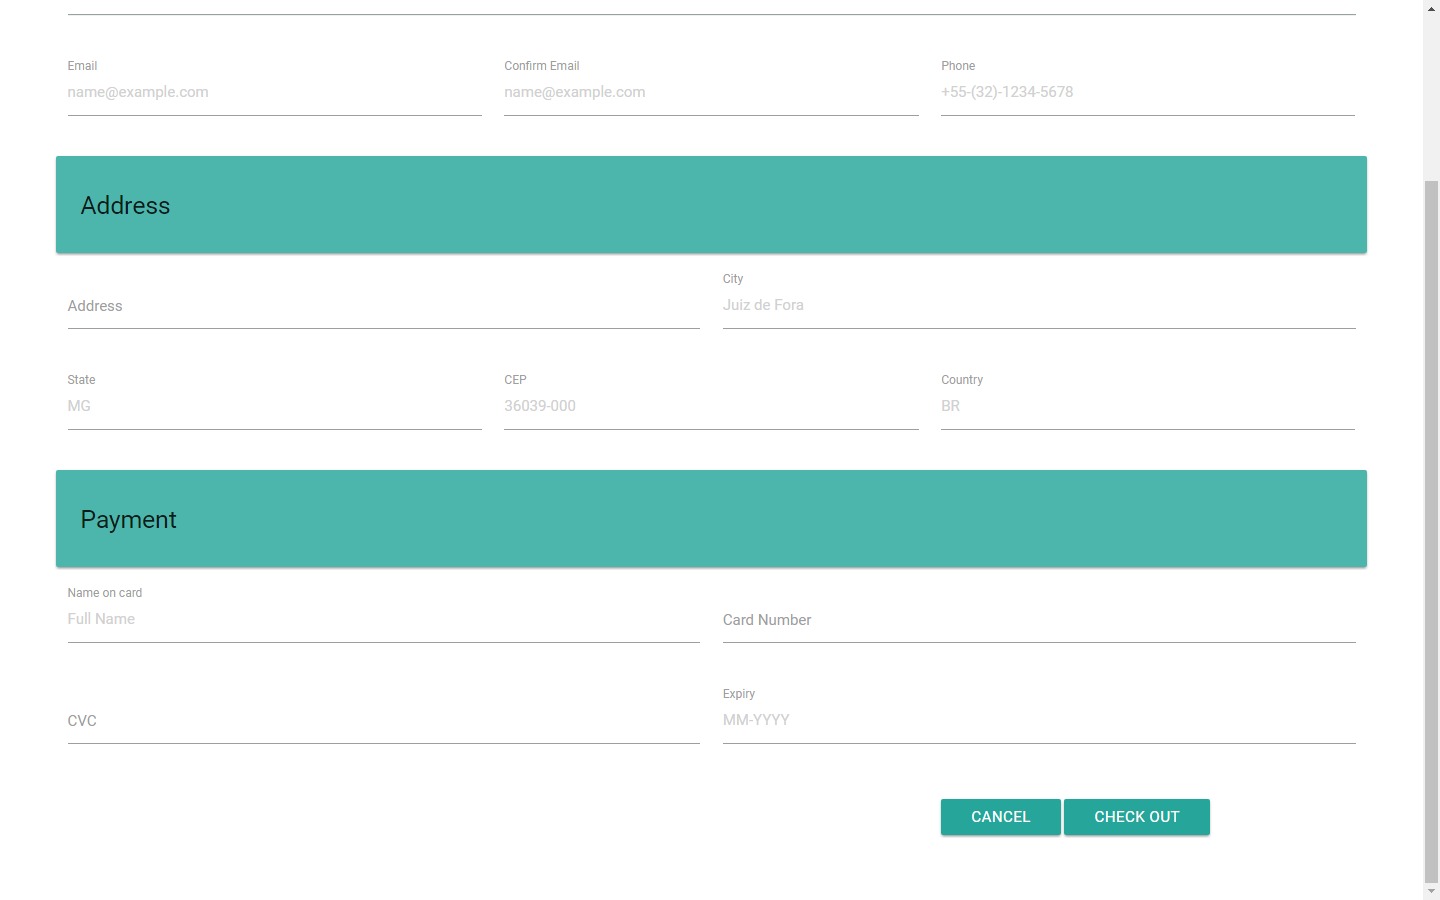 Email Confirm Email Phone
name@example.com name@example.com +55-(32)-1234-5678
Address
City
Address Juiz de Fora
State CEP Country
MG 36039-000 BR
Payment
Name on card
Full Name Card Number
Expiry
CVC MM-YYYY
CANCEL CHECK OUT